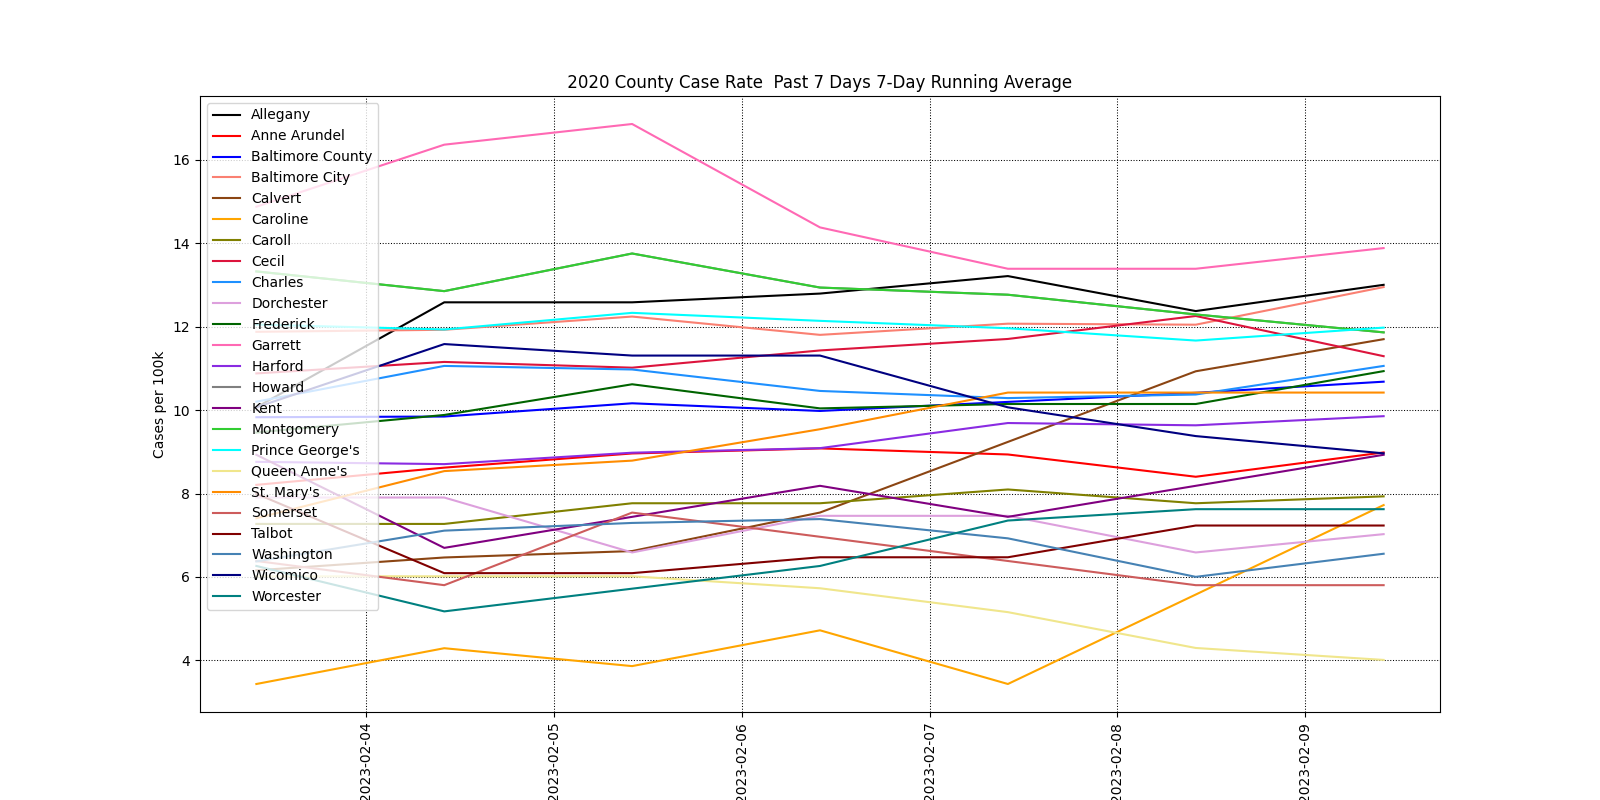 2020 County Case Rate  Past 7 Days 7-Day Running Average
Allegany
Anne Arundel
Baltimore County
Baltimore City
Calvert
Caroline
Caroll
Cecil
Charles
Dorchester
Frederick
Garrett
Harford
Howard
Kent
Montgomery
Prince George's
Queen Anne's
St. Mary's
Somerset
Talbot
Washington
Wicomico
Worcester
Cases per 100k
16
14
12
10
8
6
4
2023-02-04
2023-02-05
2023-02-06
2023-02-07
2023-02-08
2023-02-09